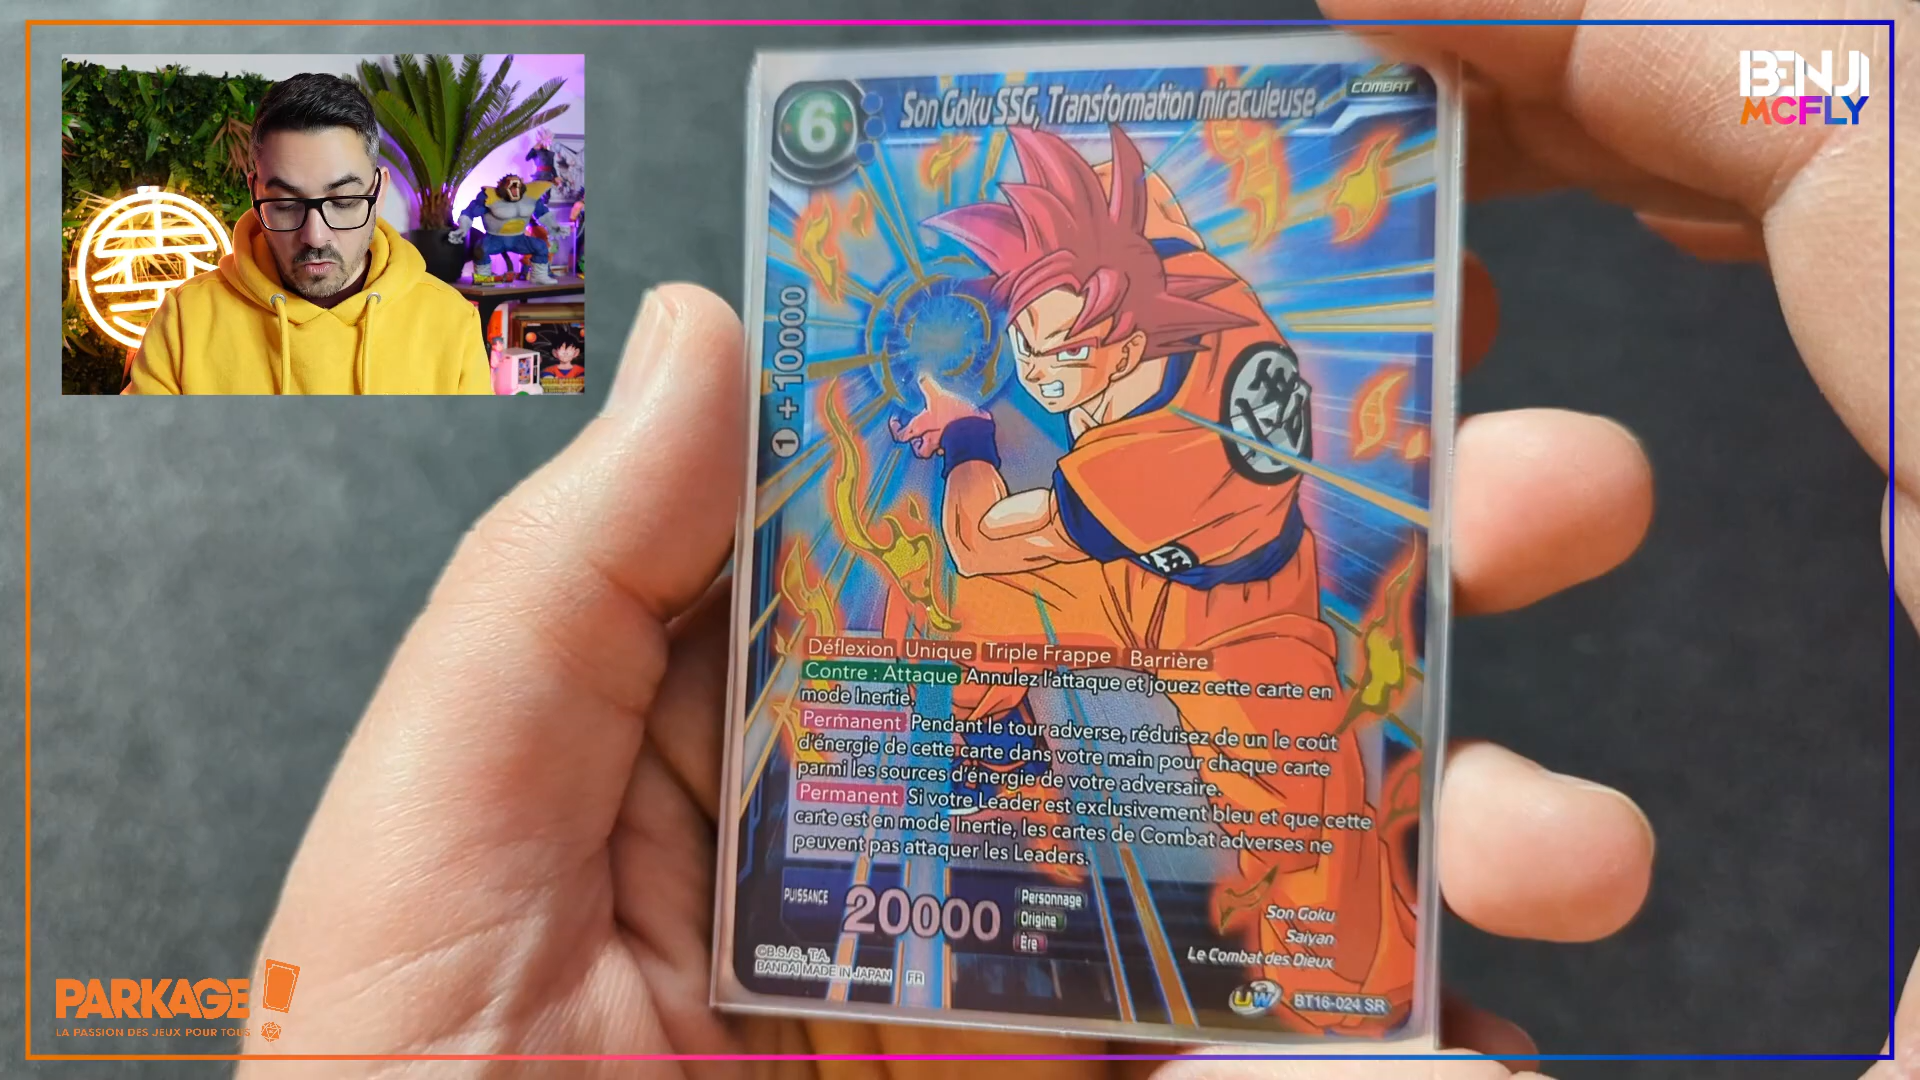 BENJI
MCFLY
6
Son Goku SSG, Transformation miraculeuse
COMBAT
1 + 10000
Déflexion Unique Triple Frappe Barrière
Contre : Attaque Annulez l'attaque et jouez cette carte en
mode Inertie.
Permanent Pendant le tour adverse, réduisez de un le coût
d'énergie de cette carte dans votre main pour chaque carte
parmi les sources d'énergie de votre adversaire.
Permanent Si votre Leader est exclusivement bleu et que cette
carte est en mode Inertie, les cartes de Combat adverses ne
peuvent pas attaquer les Leaders.
PUISSANCE 20000
Personnage
Origine
Ère
Son Goku
Saiyan
Le Combat des Dieux
©B.S./S., T.A.
BANDAI MADE IN JAPAN FR
UW BT16-024 SR
PARKAGE
LA PASSION DES JEUX POUR TOUS